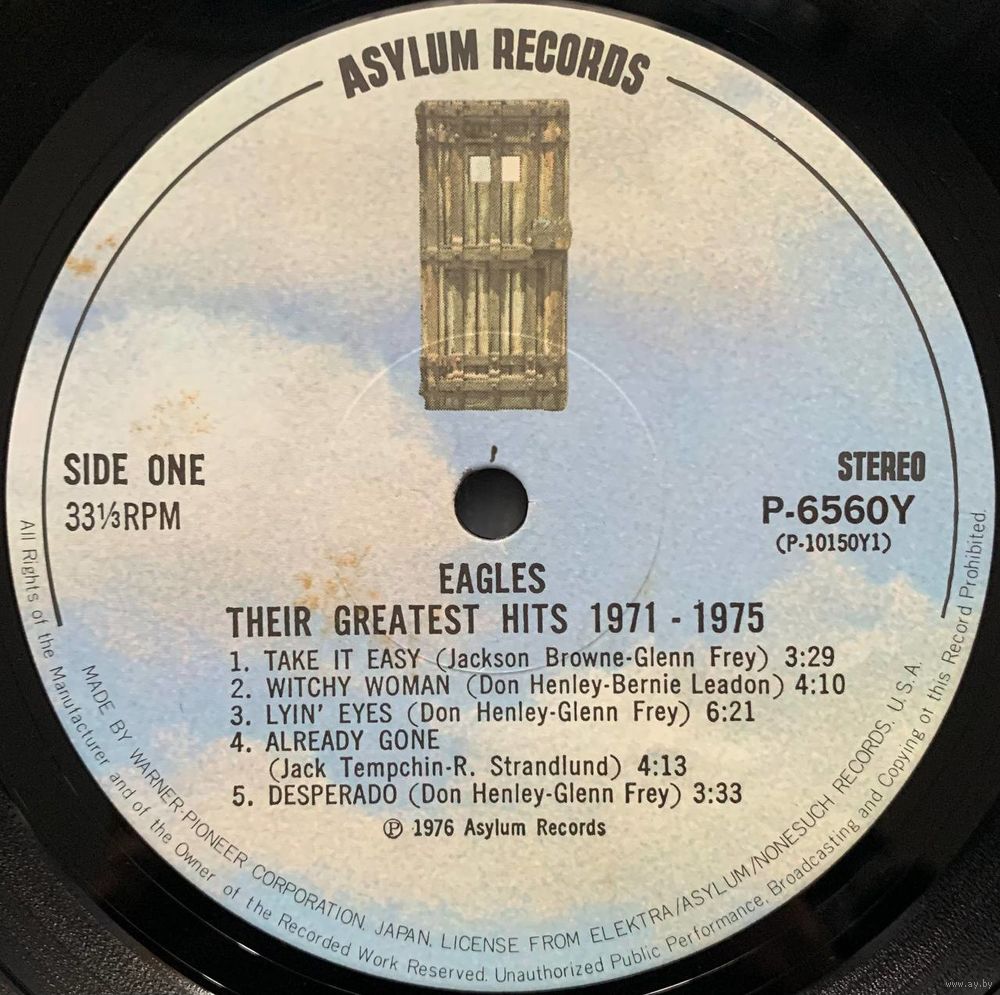 ASYLUM RECORDS
SIDE ONE
33⅓RPM
STEREO
P-6560Y
(P-10150Y1)
EAGLES
THEIR GREATEST HITS 1971 - 1975
1. TAKE IT EASY (Jackson Browne-Glenn Frey) 3:29
2. WITCHY WOMAN (Don Henley-Bernie Leadon) 4:10
3. LYIN' EYES (Don Henley-Glenn Frey) 6:21
4. ALREADY GONE
(Jack Tempchin-R. Strandlund) 4:13
5. DESPERADO (Don Henley-Glenn Frey) 3:33
Ⓟ 1976 Asylum Records
MADE BY WARNER-PIONEER CORPORATION, JAPAN. LICENSE FROM ELEKTRA/ASYLUM/NONESUCH RECORDS, U.S.A.
All Rights of the Manufacturer and of the Owner of the Recorded Work Reserved. Unauthorized Public Performance, Broadcasting and Copying of this Record Prohibited.
www.ay.by